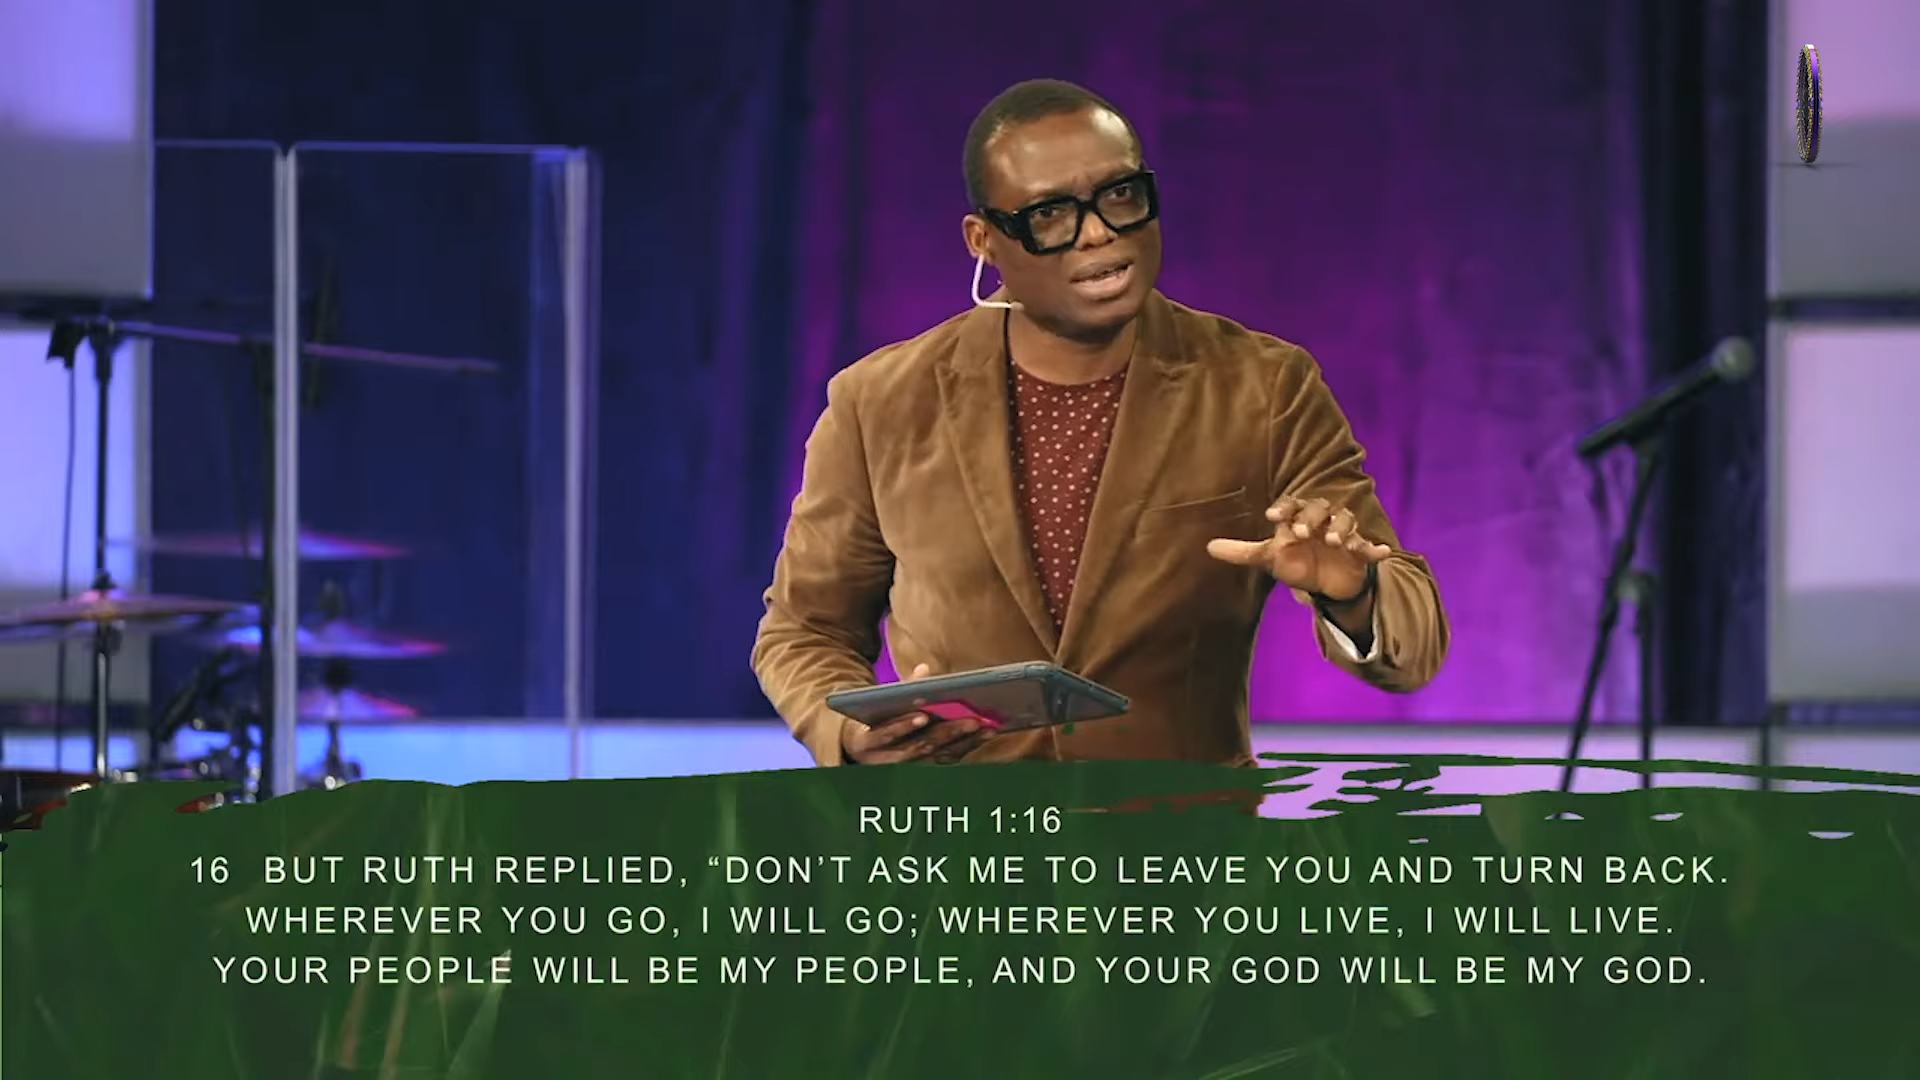 RUTH 1:16
16 BUT RUTH REPLIED, “DON’T ASK ME TO LEAVE YOU AND TURN BACK.
WHEREVER YOU GO, I WILL GO; WHEREVER YOU LIVE, I WILL LIVE.
YOUR PEOPLE WILL BE MY PEOPLE, AND YOUR GOD WILL BE MY GOD.